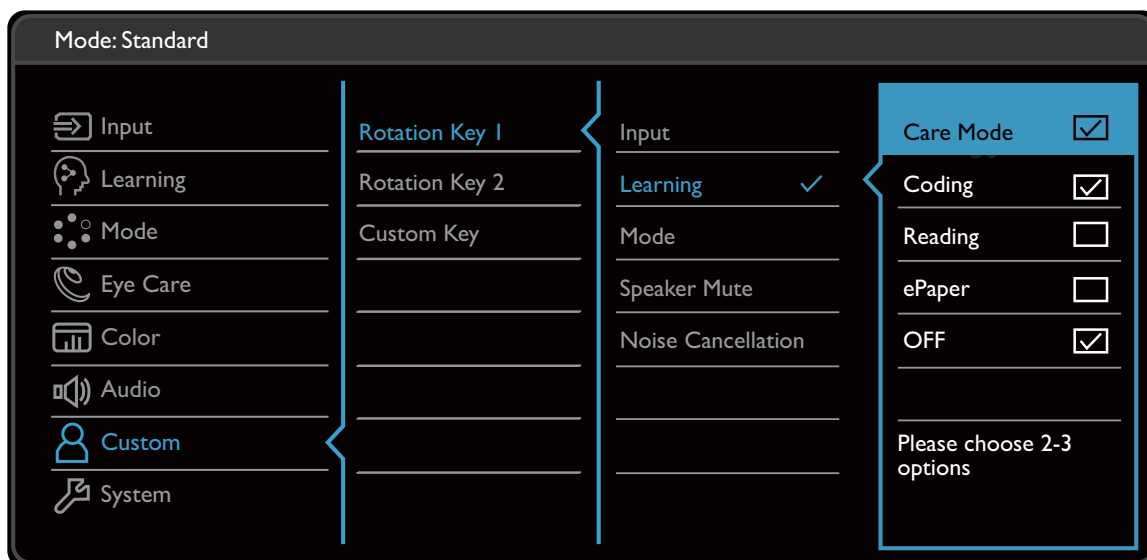 Mode: Standard
Input
Learning
Mode
Eye Care
Color
Audio
Custom
System
Rotation Key 1
Rotation Key 2
Custom Key
Input
Learning
Mode
Speaker Mute
Noise Cancellation
Care Mode
Coding
Reading
ePaper
OFF
Please choose 2-3
options